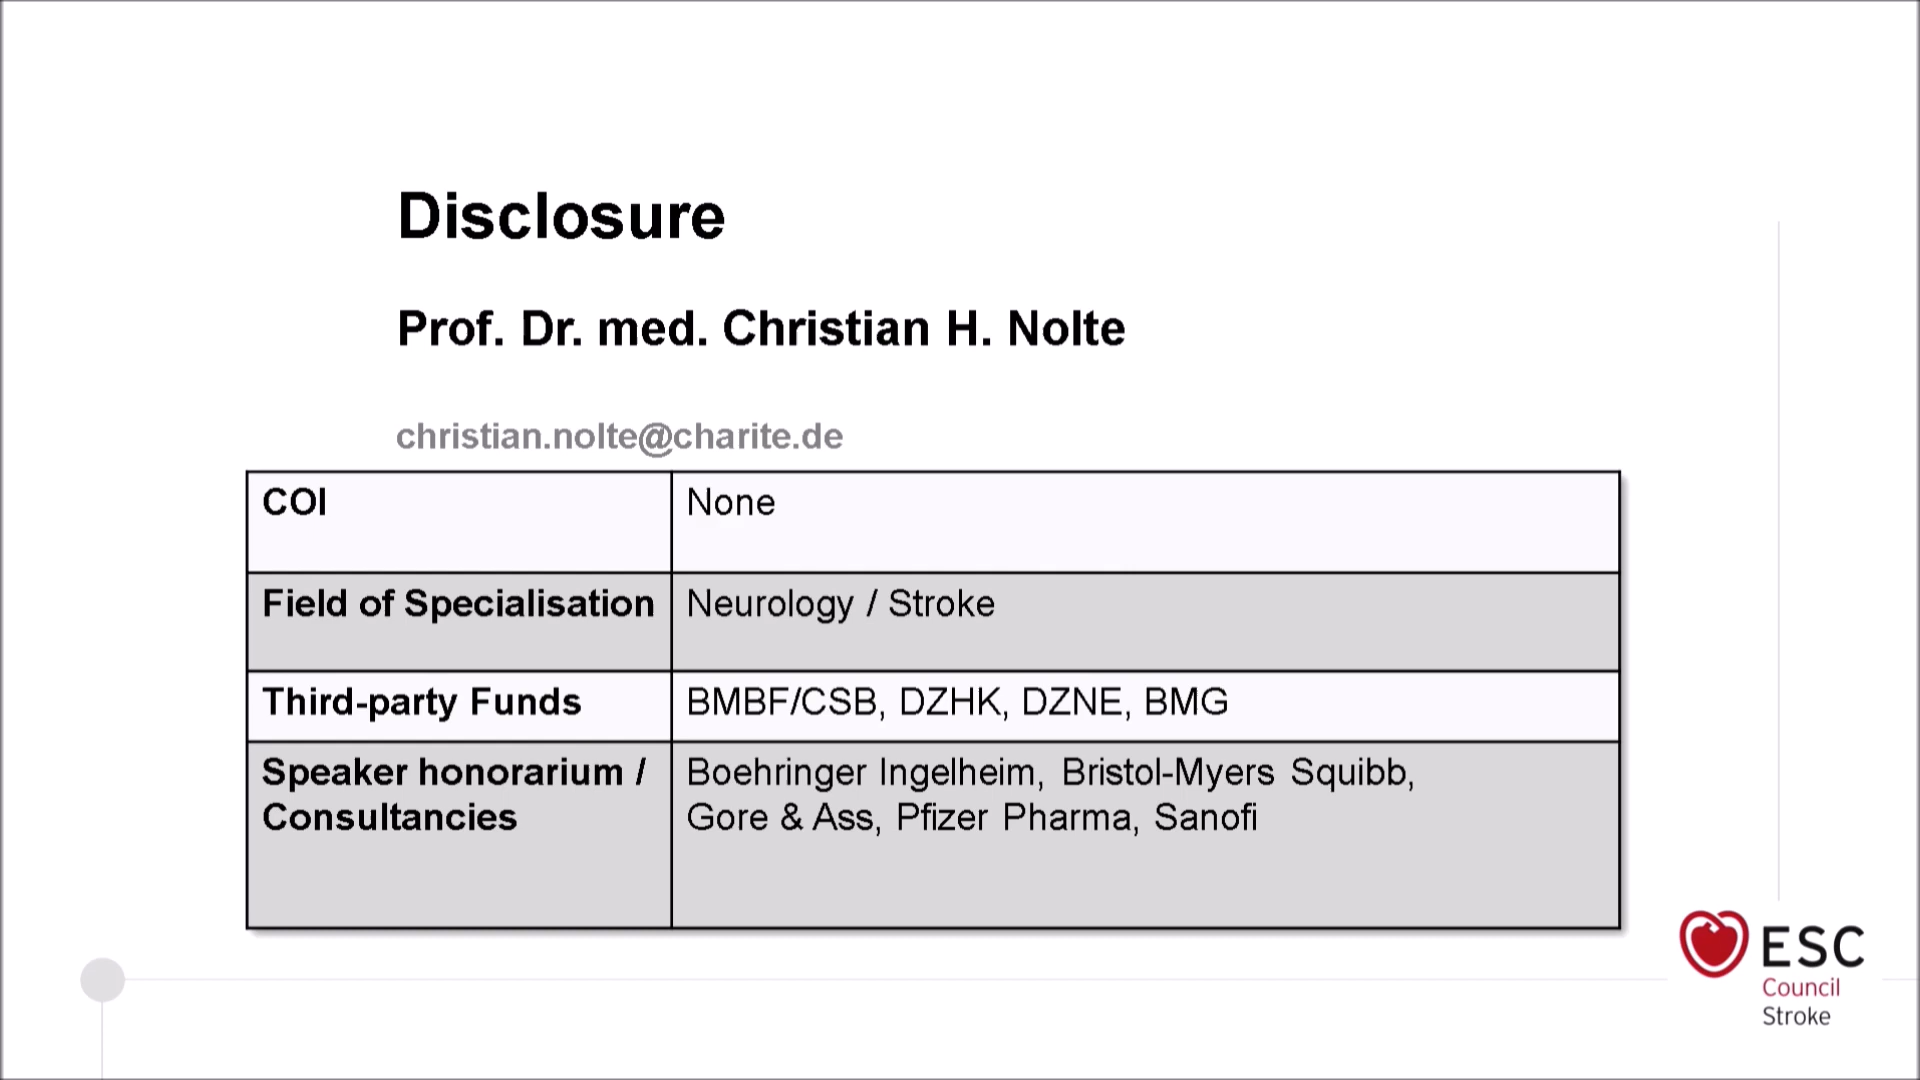 Disclosure
Prof. Dr. med. Christian H. Nolte
christian.nolte@charite.de
COI None
Field of Specialisation Neurology / Stroke
Third-party Funds BMBF/CSB, DZHK, DZNE, BMG
Speaker honorarium / Boehringer Ingelheim, Bristol-Myers Squibb,
Consultancies Gore & Ass, Pfizer Pharma, Sanofi
ESC
Council
Stroke